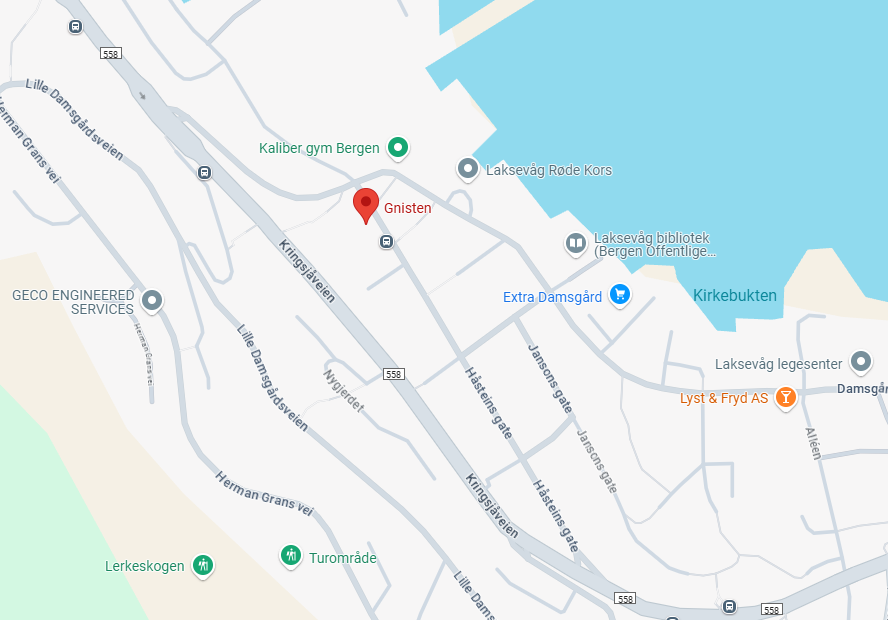 558
Lille Damsgårdsveien
Herman Grans vei
Kaliber gym Bergen
Laksevåg Røde Kors
Gnisten
Laksevåg bibliotek
(Bergen Offentlige...
Kringsjåveien
GECO ENGINEERED
SERVICES
Extra Damsgård
Kirkebukten
Herman Grans vei
Lille Damsgårdsveien
Jansons gate
Laksevåg legesenter
558
Nygjerdet
Håsteins gate
Lyst & Fryd AS
Damsgår
Alléen
Jansons gate
Herman Grans vei
Kringsjåveien
Håsteins gate
Lerkeskogen
Turområde
Lille Dam
558
558